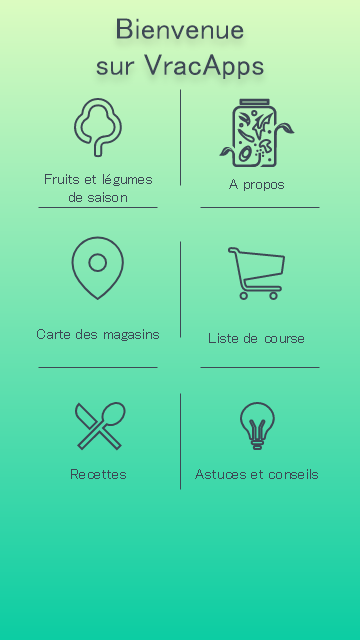 Bienvenue
sur VracApps
Fruits et légumes
de saison
A propos
Carte des magasins
Liste de course
Recettes
Astuces et conseils